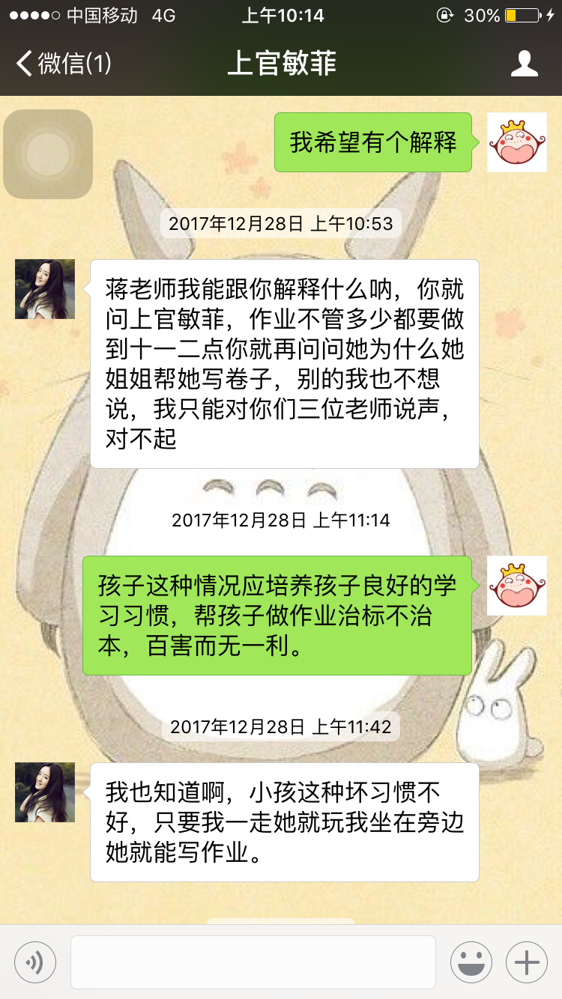 中国移动 4G 上午10:14 30%
微信(1) 上官敏菲
我希望有个解释
2017年12月28日 上午10:53
蒋老师我能跟你解释什么呐，你就
问上官敏菲，作业不管多少都要做
到十一二点你就再问问她为什么她
姐姐帮她写卷子，别的我也不想
说，我只能对你们三位老师说声，
对不起
2017年12月28日 上午11:14
孩子这种情况应培养孩子良好的学
习习惯，帮孩子做作业治标不治
本，百害而无一利。
2017年12月28日 上午11:42
我也知道啊，小孩这种坏习惯不
好，只要我一走她就玩我坐在旁边
她就能写作业。